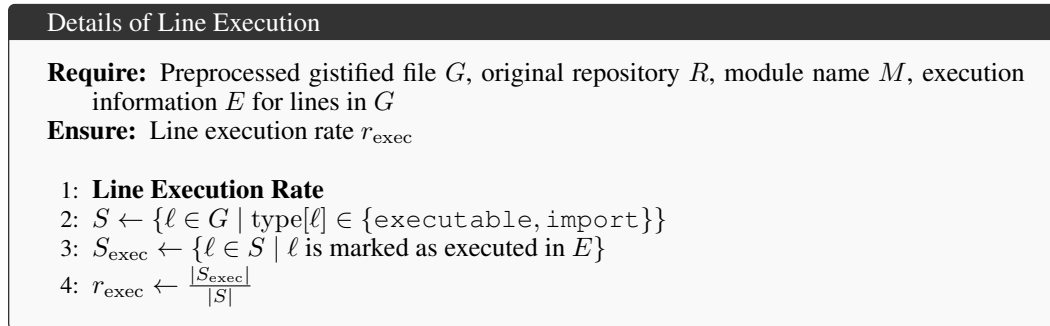 Details of Line Execution
Require: Preprocessed gistified file G, original repository R, module name M, execution
information E for lines in G
Ensure: Line execution rate r_exec
1: Line Execution Rate
2: S ← {ℓ ∈ G | type[ℓ] ∈ {executable, import}}
3: S_exec ← {ℓ ∈ S | ℓ is marked as executed in E}
4: r_exec ← |S_exec| / |S|